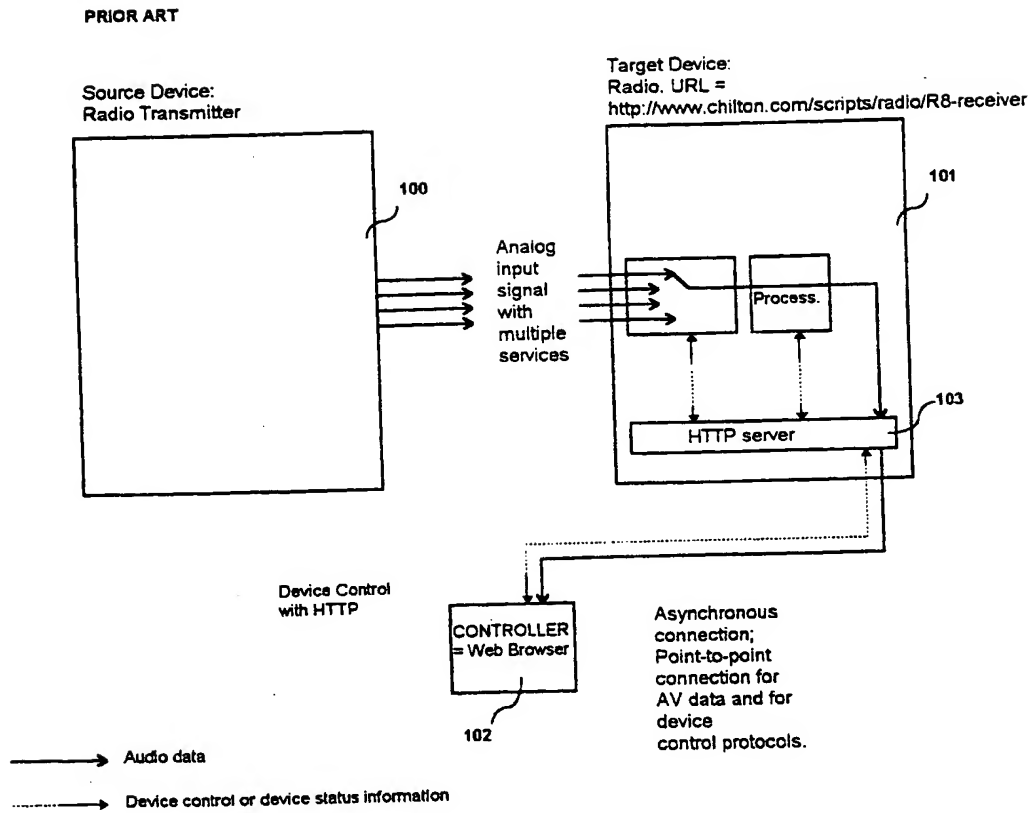 PRIOR ART
Source Device:
Radio Transmitter
Target Device:
Radio. URL =
http://www.chilton.com/scripts/radio/R8-receiver
100
101
Analog
input
signal
with
multiple
services
Process.
103
HTTP server
Device Control
with HTTP
CONTROLLER
= Web Browser
102
Asynchronous
connection;
Point-to-point
connection for
AV data and for
device
control protocols.
Audio data
Device control or device status information